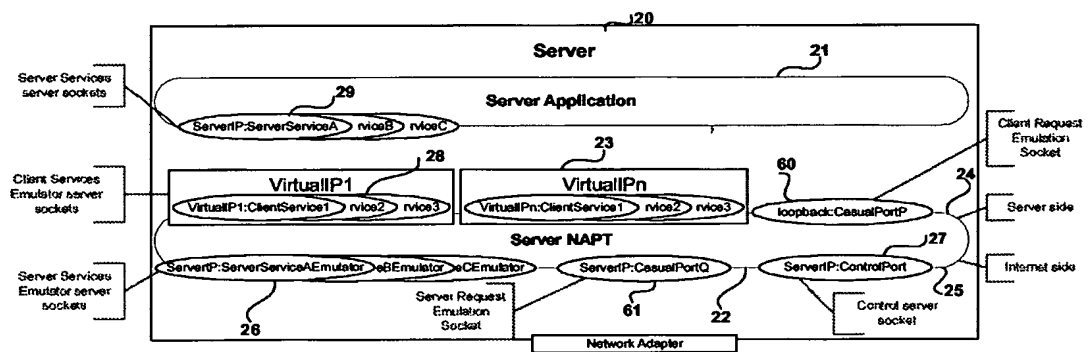 20
Server
21
Server Services
server sockets
29
Server Application
ServerIP:ServerServiceA rviceB rviceC
Client Request
Emulation
Socket
28
23
60
24
Client Services
Emulator server
sockets
VirtualIP1
VirtualIPn
VirtualIP1:ClientService1 rvice2 rvice3
VirtualIPn:ClientService1 rvice2 rvice3
loopback:CasualPortP
Server side
Server NAPT
27
ServerIP:ServerServiceAEmulator eBEmulator eCEmulator
ServerIP:CasualPortQ
ServerIP:ControlPort
Internet side
Server Services
Emulator server
sockets
26
Server Request
Emulation
Socket
61
22
25
Control server
socket
Network Adapter